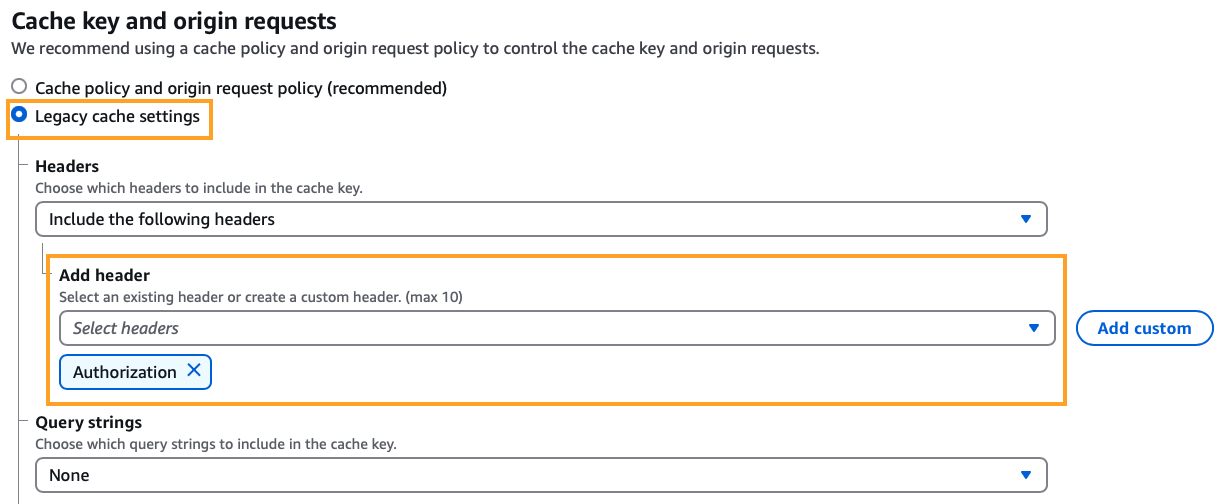 Cache key and origin requests
We recommend using a cache policy and origin request policy to control the cache key and origin requests.
Cache policy and origin request policy (recommended)
Legacy cache settings
Headers
Choose which headers to include in the cache key.
Include the following headers
Add header
Select an existing header or create a custom header. (max 10)
Select headers
Add custom
Authorization
Query strings
Choose which query strings to include in the cache key.
None